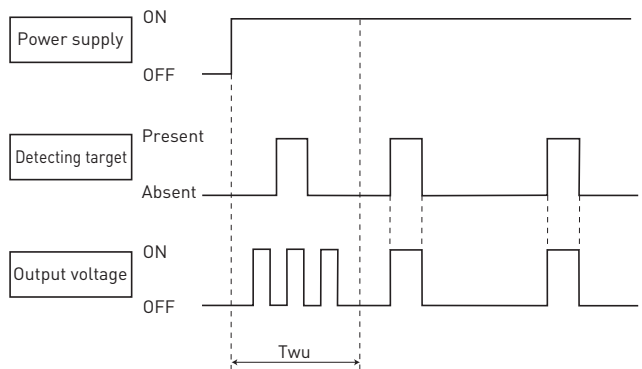 ON
Power supply
OFF
Present
Detecting target
Absent
ON
Output voltage
OFF
Twu